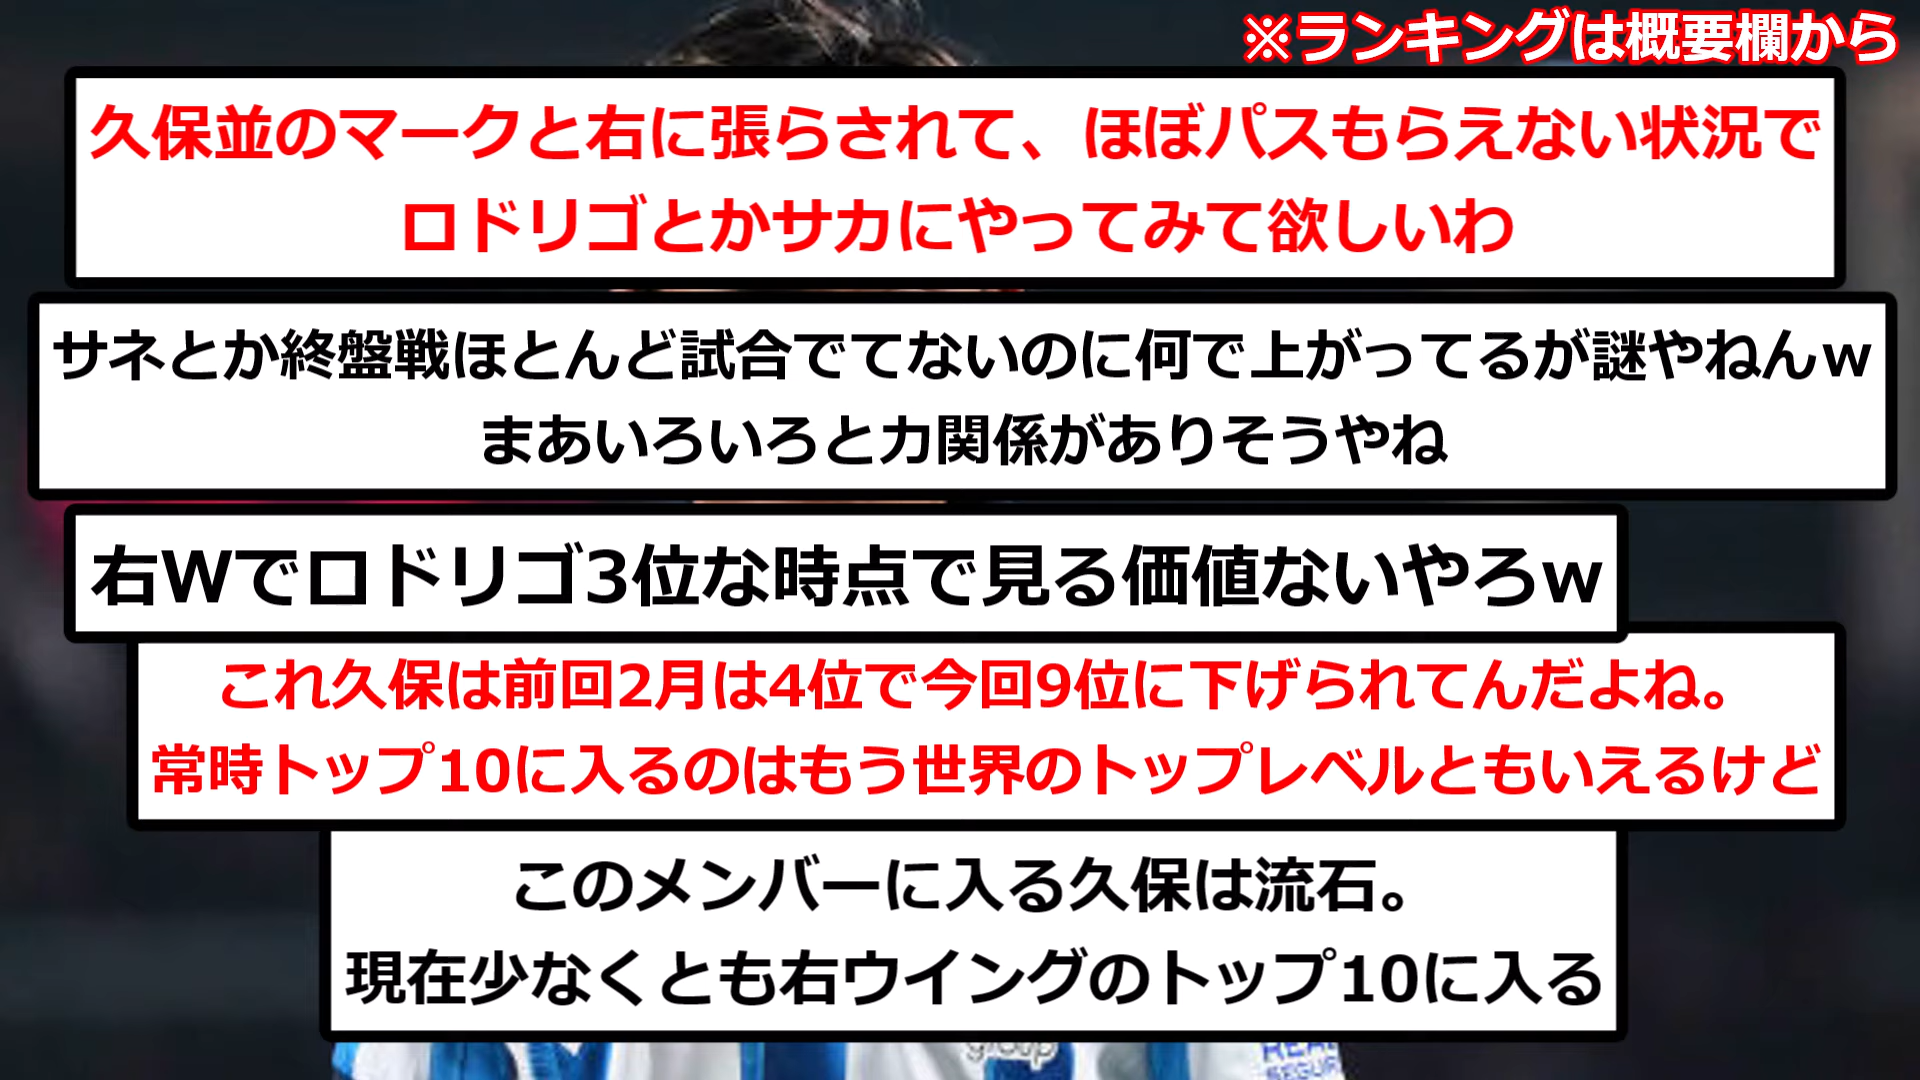 ※ランキングは概要欄から
久保並のマークと右に張らされて、ほぼパスもらえない状況で
ロドリゴとかサカにやってみて欲しいわ
サネとか終盤戦ほとんど試合でてないのに何で上がってるが謎やねんw
まあいろいろと力関係がありそうやね
右Wでロドリゴ3位な時点で見る価値ないやろw
これ久保は前回2月は4位で今回9位に下げられてんだよね。
常時トップ10に入るのはもう世界のトップレベルともいえるけど
このメンバーに入る久保は流石。
現在少なくとも右ウイングのトップ10に入る